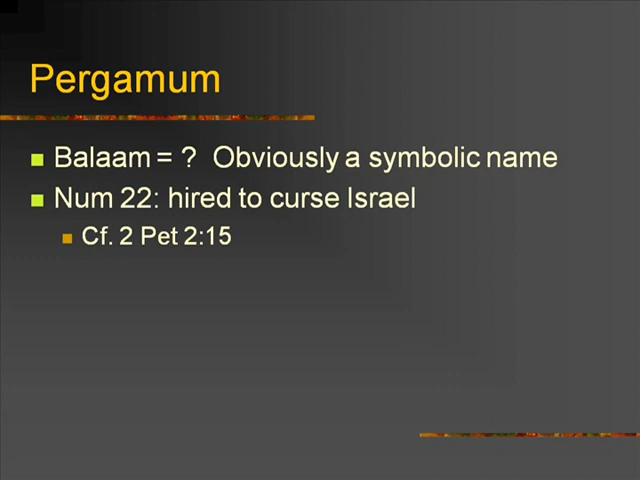 Pergamum
Balaam = ? Obviously a symbolic name
Num 22: hired to curse Israel
Cf. 2 Pet 2:15